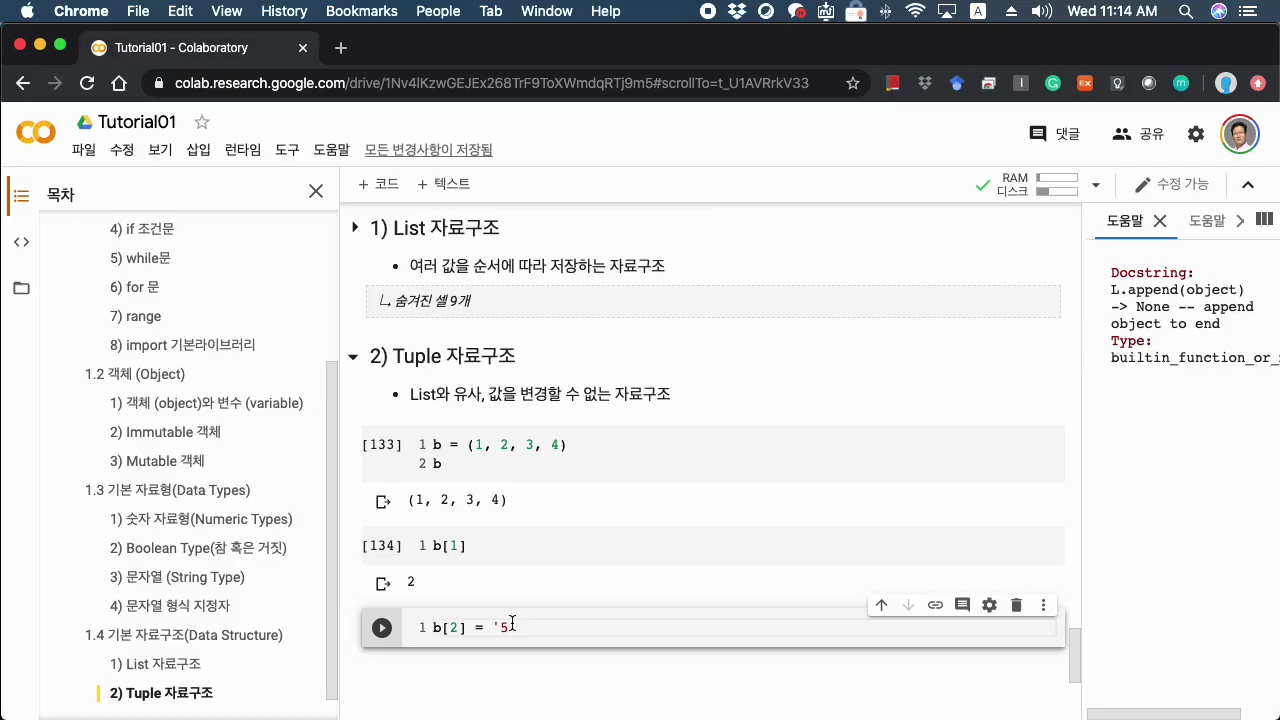 Chrome File Edit View History Bookmarks People Tab Window Help A Wed 11:14 AM
Tutorial01 - Colaboratory
colab.research.google.com/drive/1Nv4lKzwGEJEx268TrF9ToXWmdqRTj9m5#scrollTo=t_U1AVRrkV33
Tutorial01
댓글 공유
파일 수정 보기 삽입 런타임 도구 도움말 모든 변경사항이 저장됨
목차
+ 코드 + 텍스트
RAM
디스크
수정 가능
4) if 조건문
5) while문
6) for 문
7) range
8) import 기본라이브러리
1.2 객체 (Object)
1) 객체 (object)와 변수 (variable)
2) Immutable 객체
3) Mutable 객체
1.3 기본 자료형(Data Types)
1) 숫자 자료형(Numeric Types)
2) Boolean Type(참 혹은 거짓)
3) 문자열 (String Type)
4) 문자열 형식 지정자
1.4 기본 자료구조(Data Structure)
1) List 자료구조
2) Tuple 자료구조
1) List 자료구조
• 여러 값을 순서에 따라 저장하는 자료구조
숨겨진 셀 9개
2) Tuple 자료구조
• List와 유사, 값을 변경할 수 없는 자료구조
[133] 1 b = (1, 2, 3, 4)
2 b
(1, 2, 3, 4)
[134] 1 b[1]
2
1 b[2] = '5
도움말 도움말
Docstring:
L.append(object)
-> None -- append
object to end
Type:
builtin_function_or_